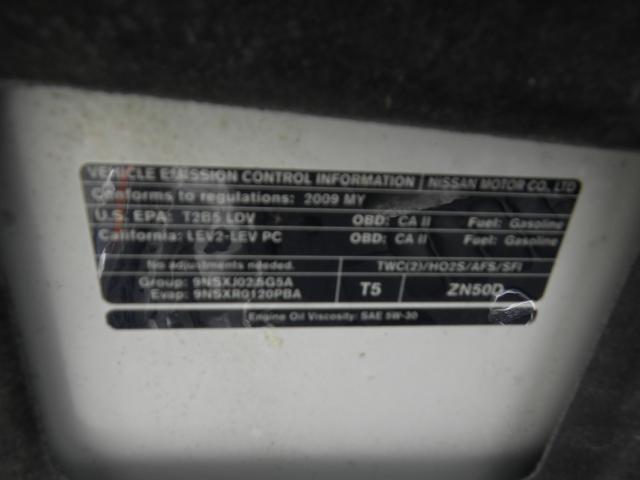 VEHICLE EMISSION CONTROL INFORMATION NISSAN MOTOR CO., LTD
Conforms to regulations: 2009 MY
U.S. EPA: T2B5 LDV OBD: CA II Fuel: Gasoline
California: LEV2-LEV PC OBD: CA II Fuel: Gasoline
No adjustments needed. TWC(2)/HO2S/AFS/SFI
Group: 9NSXJ02.5G5A
Evap: 9NSXR0120PBA T5 ZN50D
Engine Oil Viscosity: SAE 5W-30